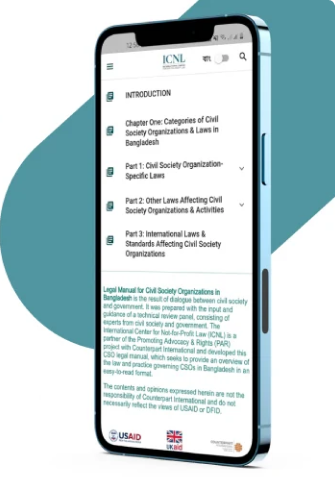 ICNL
বাং
INTRODUCTION
Chapter One: Categories of Civil
Society Organizations & Laws in
Bangladesh
Part 1: Civil Society Organization-
Specific Laws
Part 2: Other Laws Affecting Civil
Society Organizations & Activities
Part 3: International Laws &
Standards Affecting Civil Society
Organizations
Legal Manual for Civil Society Organizations in
Bangladesh is the result of dialogue between civil society
and government. It was prepared with the input and
guidance of a technical review panel, consisting of
experts from civil society and government. The
International Center for Not-for-Profit Law (ICNL) is a
partner of the Promoting Advocacy & Rights (PAR)
project with Counterpart International and developed this
CSO legal manual, which seeks to provide an overview of
the law and practice governing CSOs in Bangladesh in an
easy-to-read format.
The contents and opinions expressed herein are not the
responsibility of Counterpart International and do not
necessarily reflect the views of USAID or DFID.
USAID
UKaid